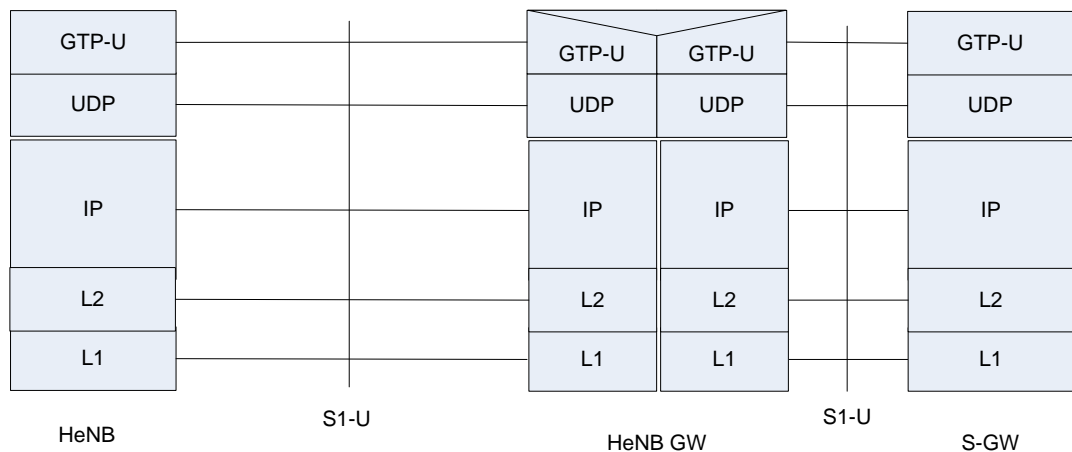 GTP-U
GTP-U
GTP-U
GTP-U
UDP
UDP
UDP
UDP
IP
IP
IP
IP
L2
L2
L2
L2
L1
L1
L1
L1
S1-U
S1-U
HeNB
HeNB GW
S-GW